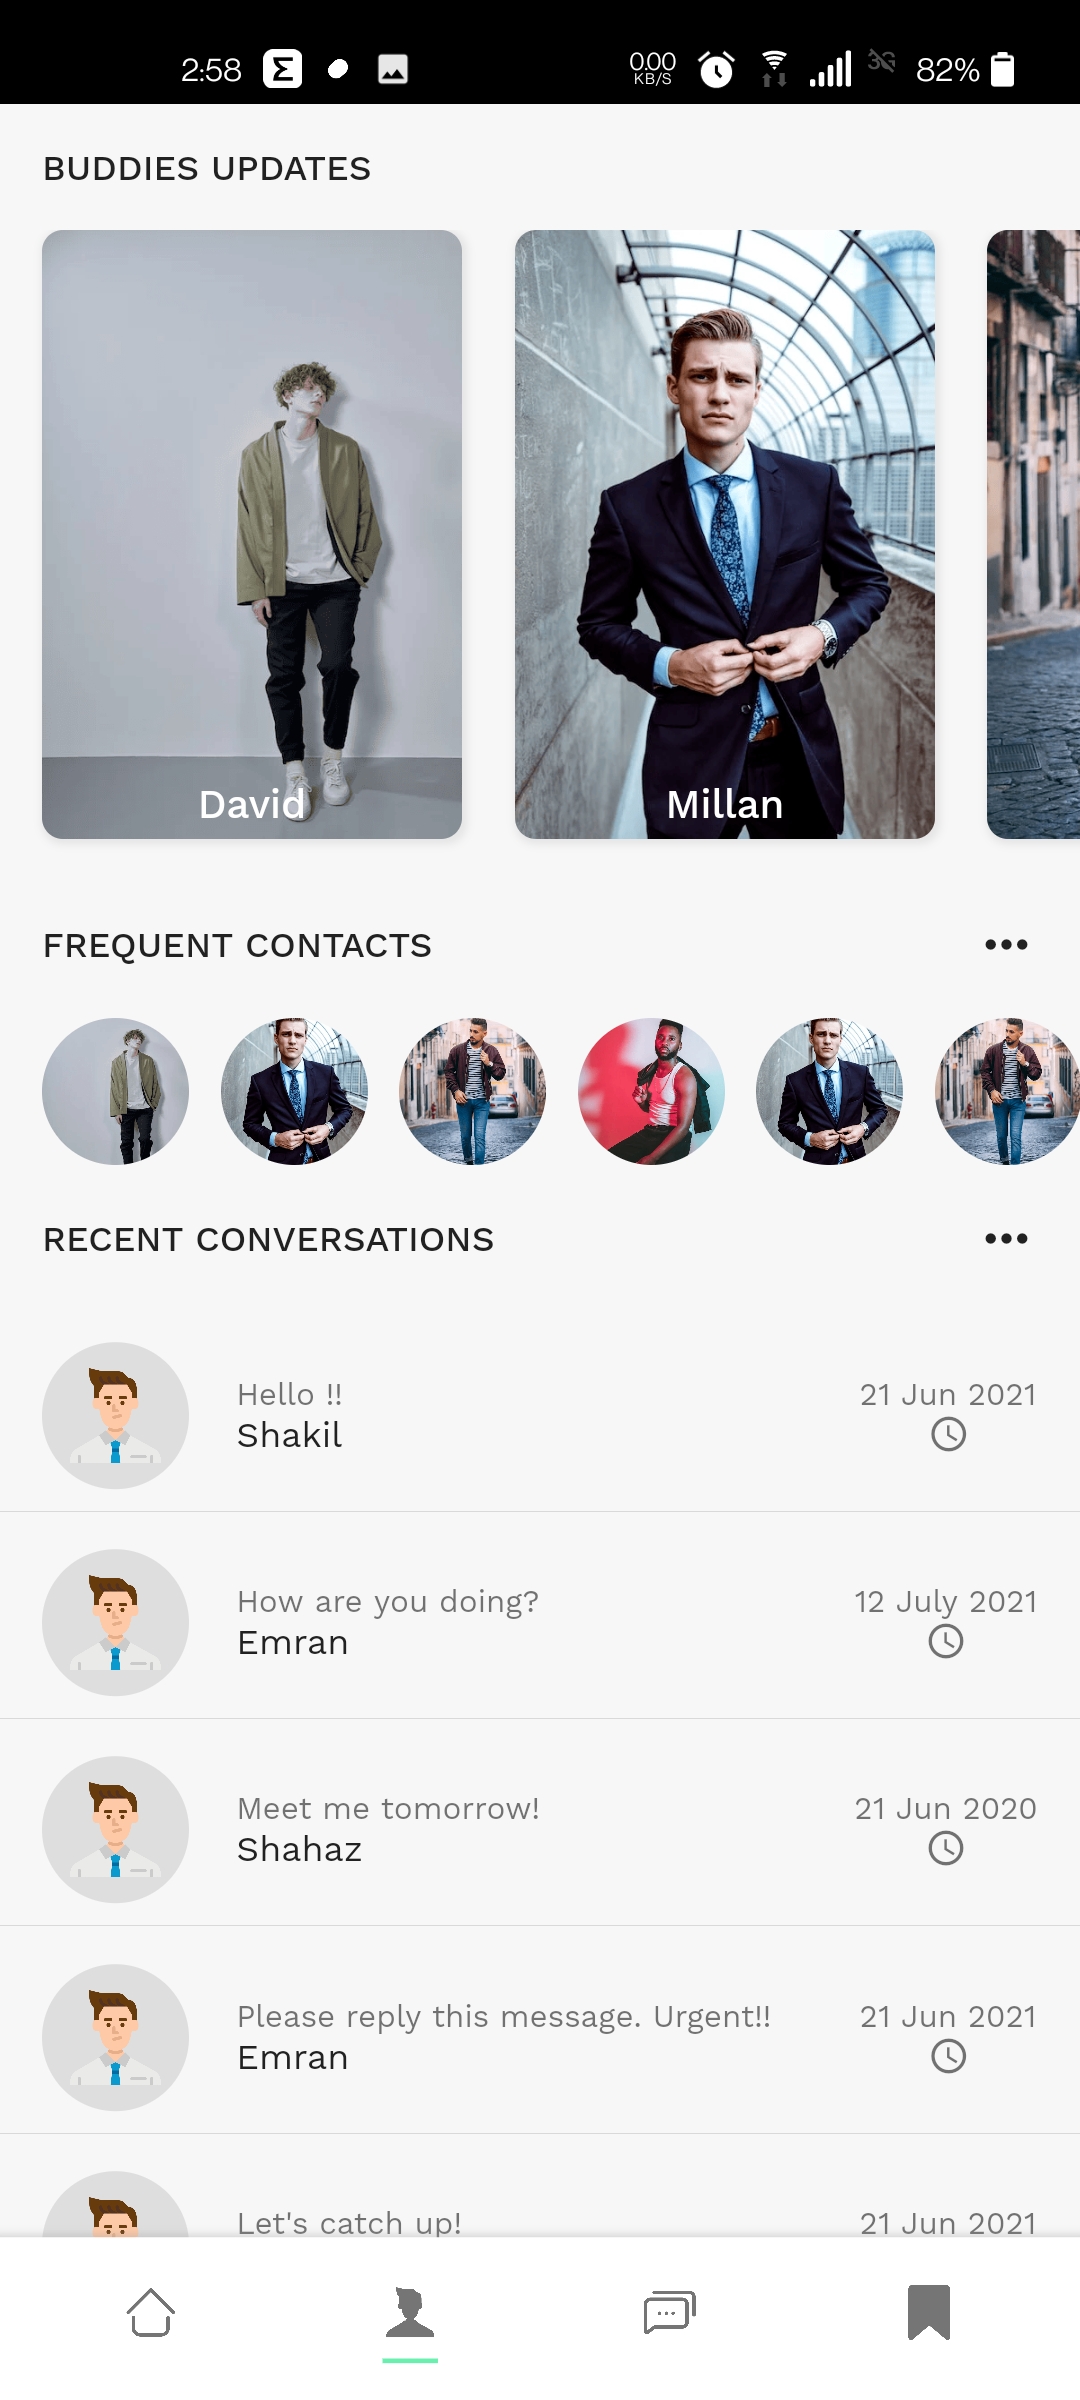 2:58
0.00
KB/S
3G
82%
BUDDIES UPDATES
David
Millan
FREQUENT CONTACTS
RECENT CONVERSATIONS
Hello !!
Shakil
21 Jun 2021
How are you doing?
Emran
12 July 2021
Meet me tomorrow!
Shahaz
21 Jun 2020
Please reply this message. Urgent!!
Emran
21 Jun 2021
Let's catch up!
21 Jun 2021